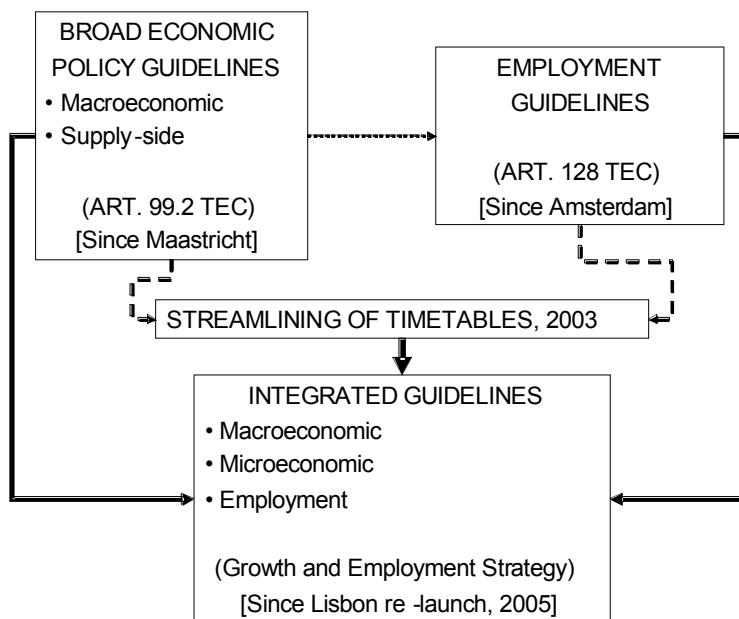 BROAD ECONOMIC
POLICY GUIDELINES
• Macroeconomic
• Supply-side
(ART. 99.2 TEC)
[Since Maastricht]
EMPLOYMENT
GUIDELINES
(ART. 128 TEC)
[Since Amsterdam]
STREAMLINING OF TIMETABLES, 2003
INTEGRATED GUIDELINES
• Macroeconomic
• Microeconomic
• Employment
(Growth and Employment Strategy)
[Since Lisbon re -launch, 2005]